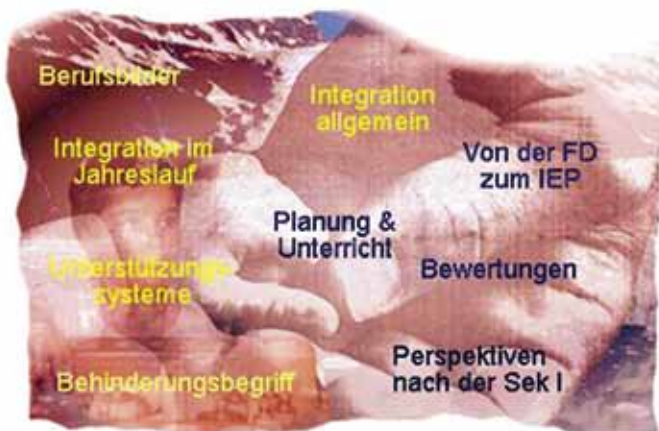 Berufsbilder
Integration
allgemein
Integration im
Jahreslauf
Von der FD
zum IEP
Planung &
Unterricht
Unterstützungs-
systeme
Bewertungen
Behinderungsbegriff
Perspektiven
nach der Sek I